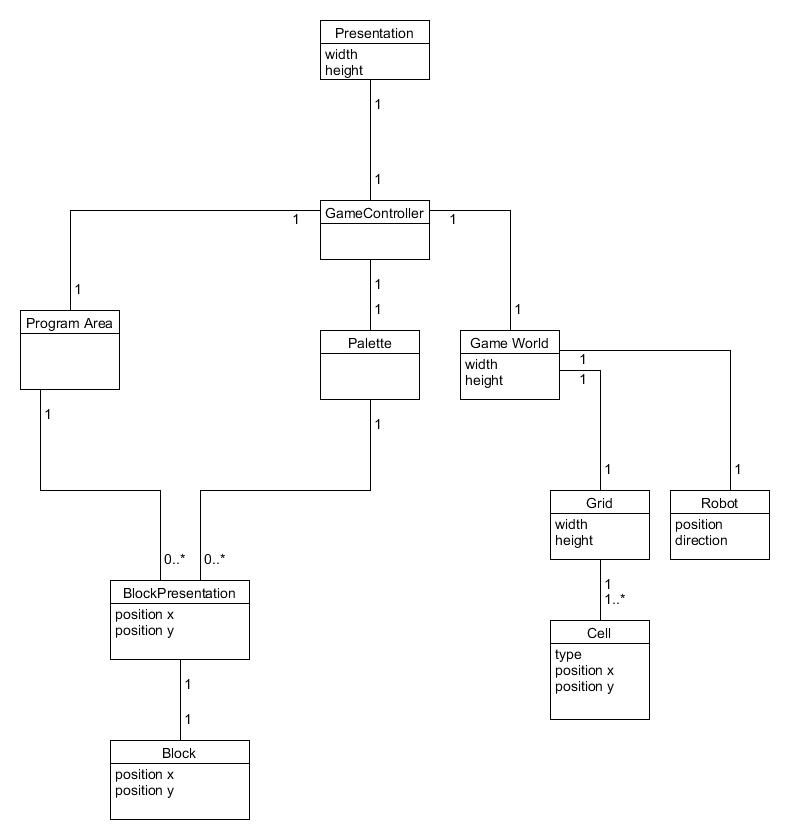 Presentation
width
height
1
1
GameController
1
1
1
1
1
1
Program Area
Palette
Game World
width
height
1
1
1
1
1
1
Grid
width
height
Robot
position
direction
0..*
0..*
BlockPresentation
position x
position y
1
1..*
Cell
type
position x
position y
1
1
Block
position x
position y